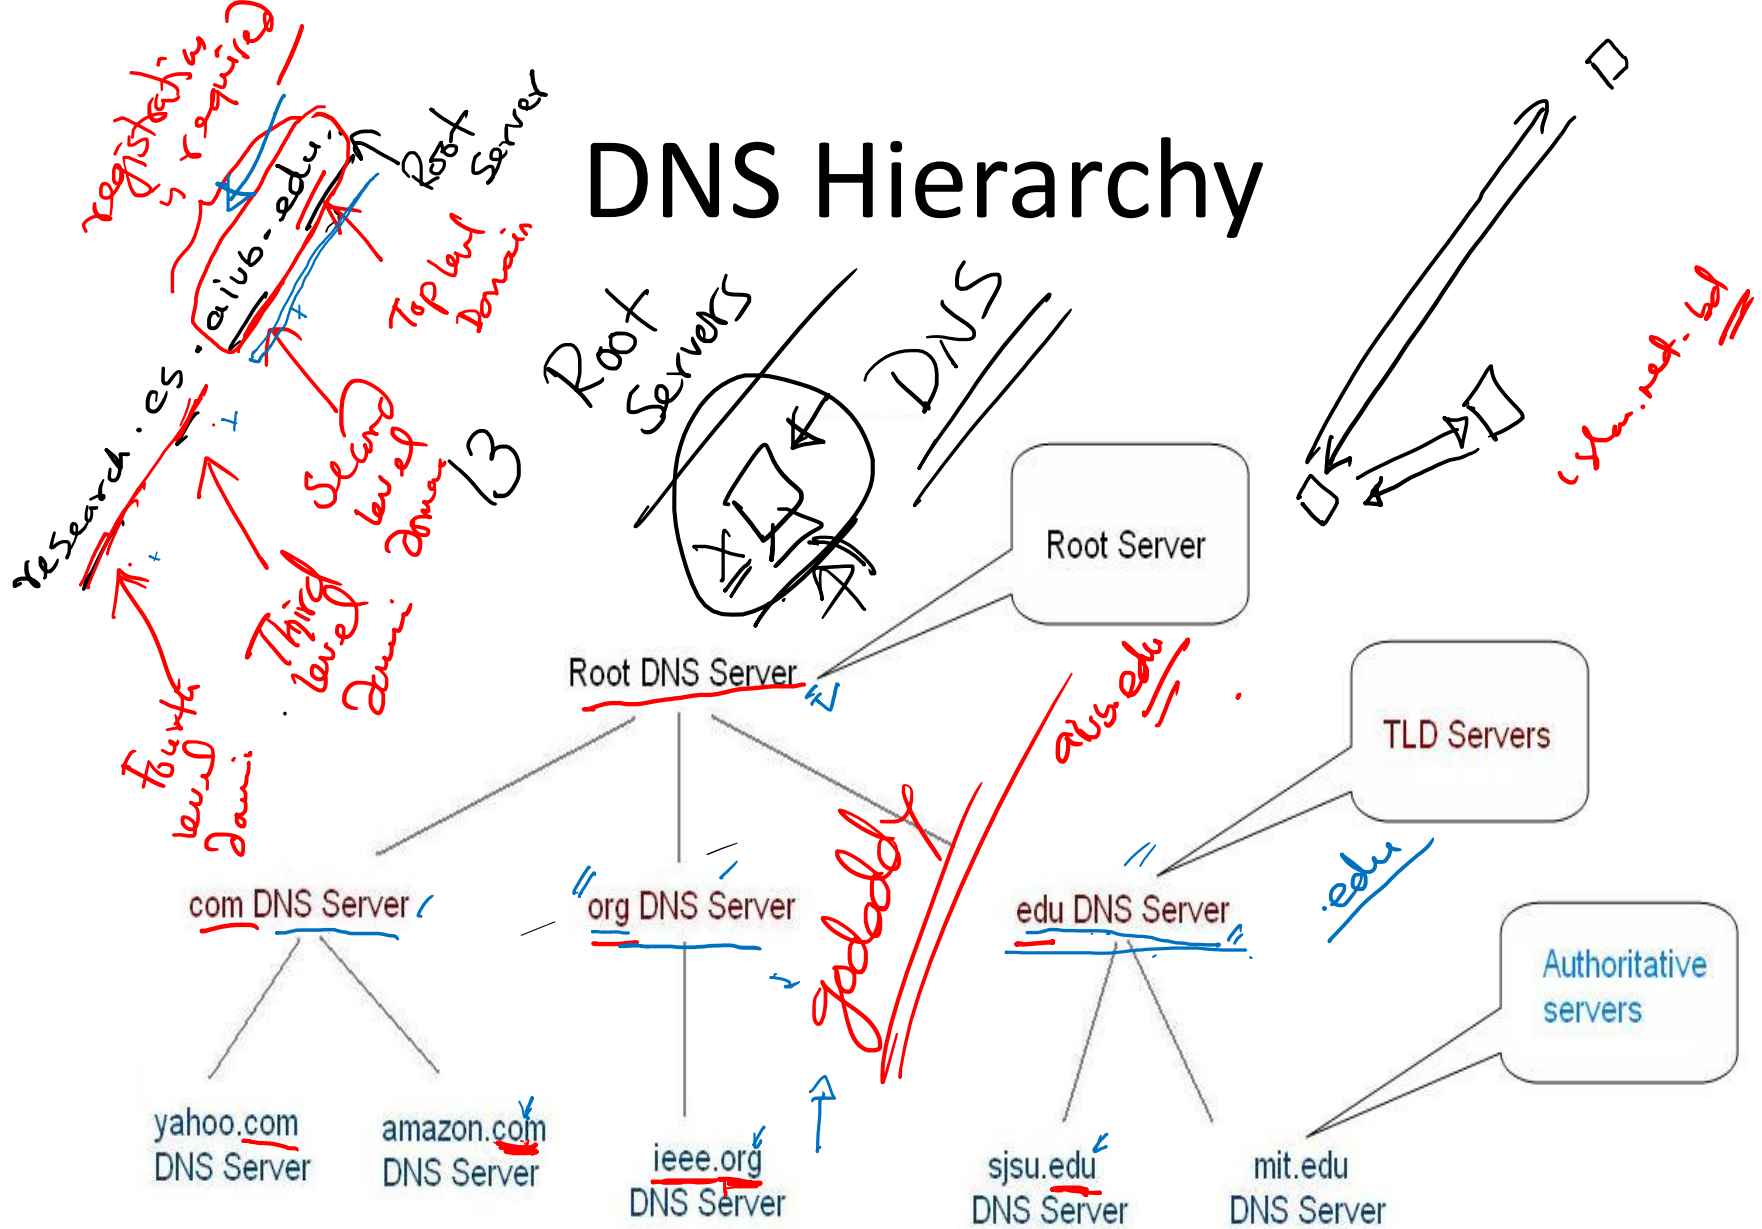 registration
is required
Root
Server
DNS Hierarchy
research.cs.aiub.edu.
Top level
Domain
Second
level
Domain
Third
level
Fourth
level
13
Root
Servers
DNS
.net.bd
Root Server
Root DNS Server
aiub.edu
TLD Servers
godaddy
com DNS Server
org DNS Server
edu DNS Server
.edu
Authoritative
servers
yahoo.com
DNS Server
amazon.com
DNS Server
ieee.org
DNS Server
sjsu.edu
DNS Server
mit.edu
DNS Server